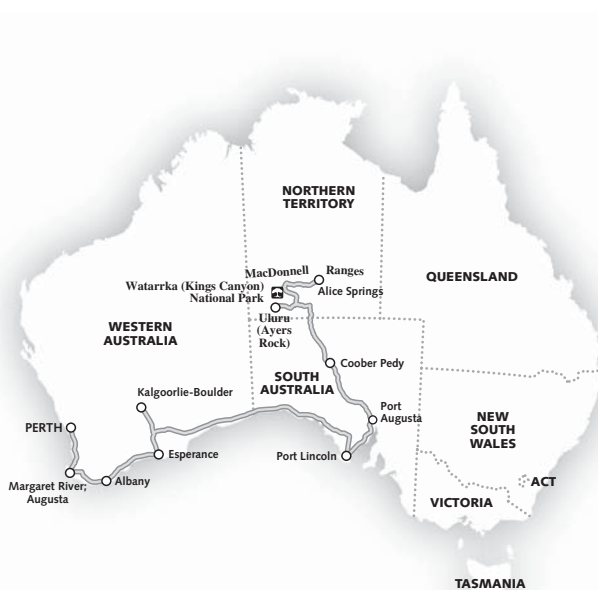 NORTHERN
TERRITORY
MacDonnell Ranges
Watarrka (Kings Canyon)
National Park
Alice Springs
QUEENSLAND
Uluru
(Ayers
Rock)
WESTERN
AUSTRALIA
Coober Pedy
SOUTH
AUSTRALIA
Kalgoorlie-Boulder
Port
Augusta
NEW
SOUTH
WALES
PERTH
Esperance
Port Lincoln
Margaret River;
Augusta
Albany
ACT
VICTORIA
TASMANIA